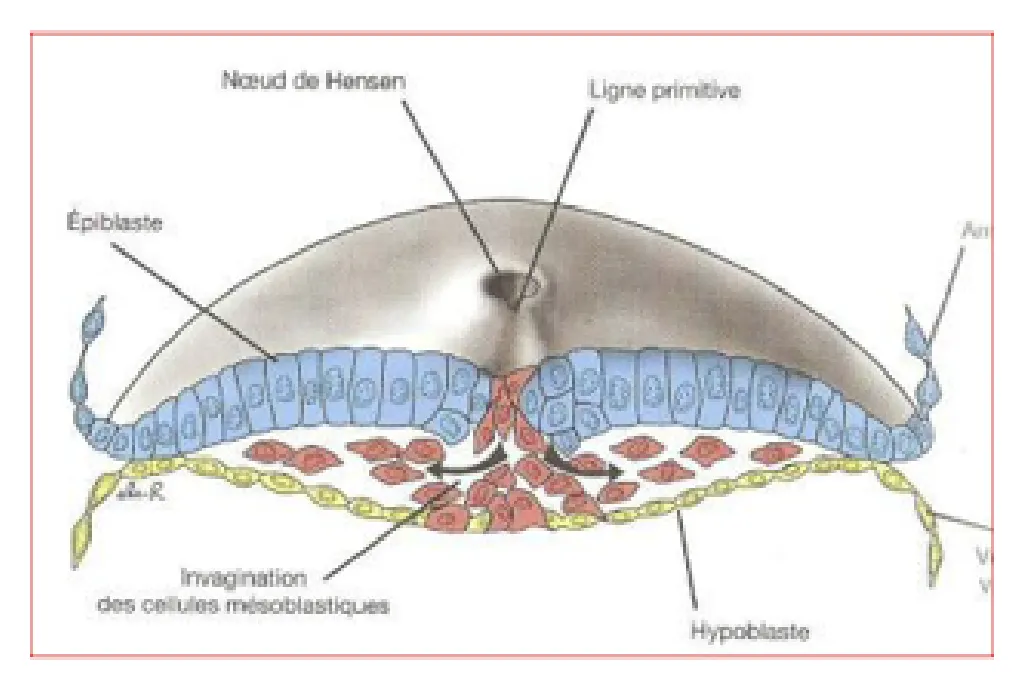 Nœud de Hensen
Ligne primitive
Épiblaste
Invagination
des cellules mésoblastiques
Hypoblaste